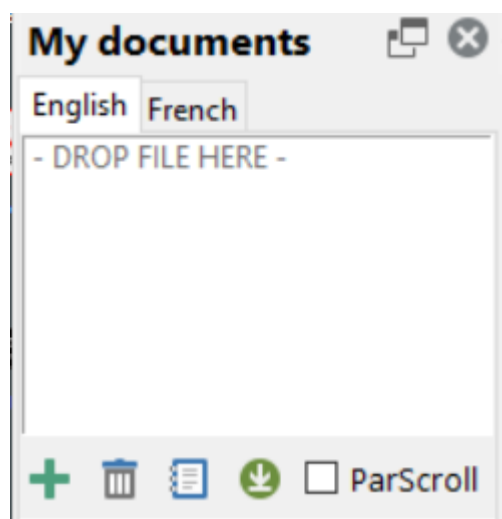 My documents
English French
- DROP FILE HERE -
ParScroll